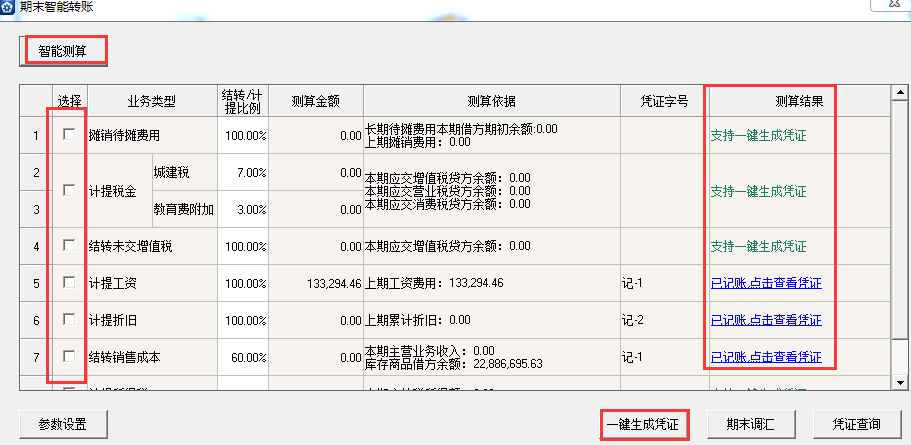 期末智能转账
智能测算
选择 业务类型 结转/计提比例 测算金额 测算依据 凭证字号 测算结果
1 摊销待摊费用 100.00% 0.00 长期待摊费用本期借方期初余额:0.00
上期摊销费用：0.00 支持一键生成凭证
2 计提税金 城建税 7.00% 0.00 本期应交增值税贷方余额：0.00
本期应交营业税贷方余额：0.00
本期应交消费税贷方余额：0.00 支持一键生成凭证
3 教育费附加 3.00% 0.00
4 结转未交增值税 100.00% 0.00 本期应交增值税贷方余额：0.00 支持一键生成凭证
5 计提工资 100.00% 133,294.46 上期工资费用：133,294.46 记-1 已记账,点击查看凭证
6 计提折旧 100.00% 0.00 上期累计折旧：0.00 记-2 已记账,点击查看凭证
7 结转销售成本 60.00% 0.00 本期主营业务收入：0.00
库存商品借方余额：22,886,695.63 记-1 已记账,点击查看凭证
参数设置 一键生成凭证 期末调汇 凭证查询